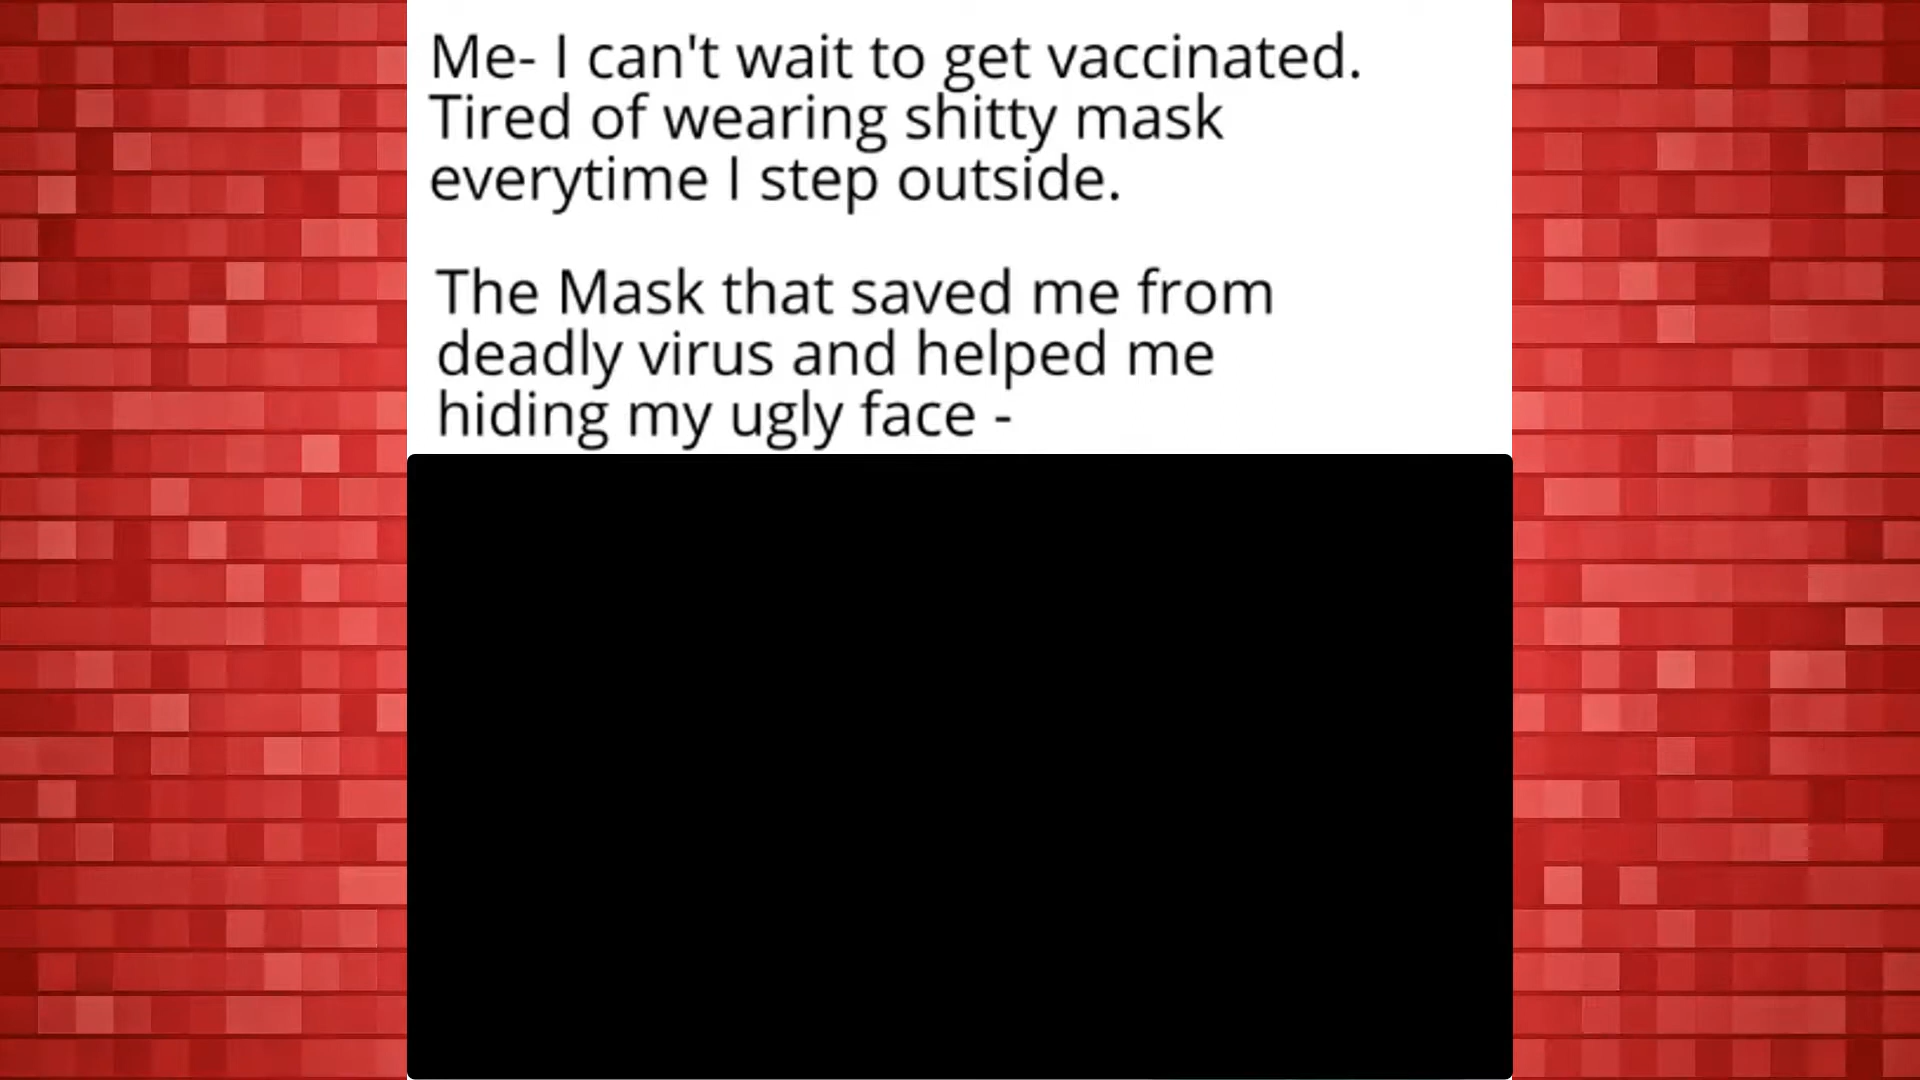 Me- I can't wait to get vaccinated.
Tired of wearing shitty mask
everytime I step outside.
The Mask that saved me from
deadly virus and helped me
hiding my ugly face -